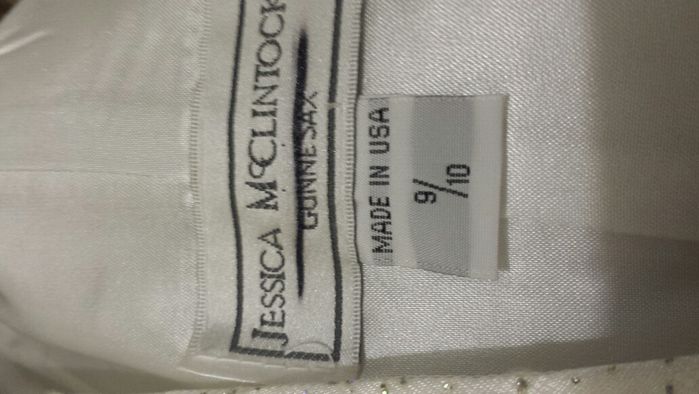 JESSICA MCCLINTOCK
GUNNE SAX
MADE IN USA
9/10